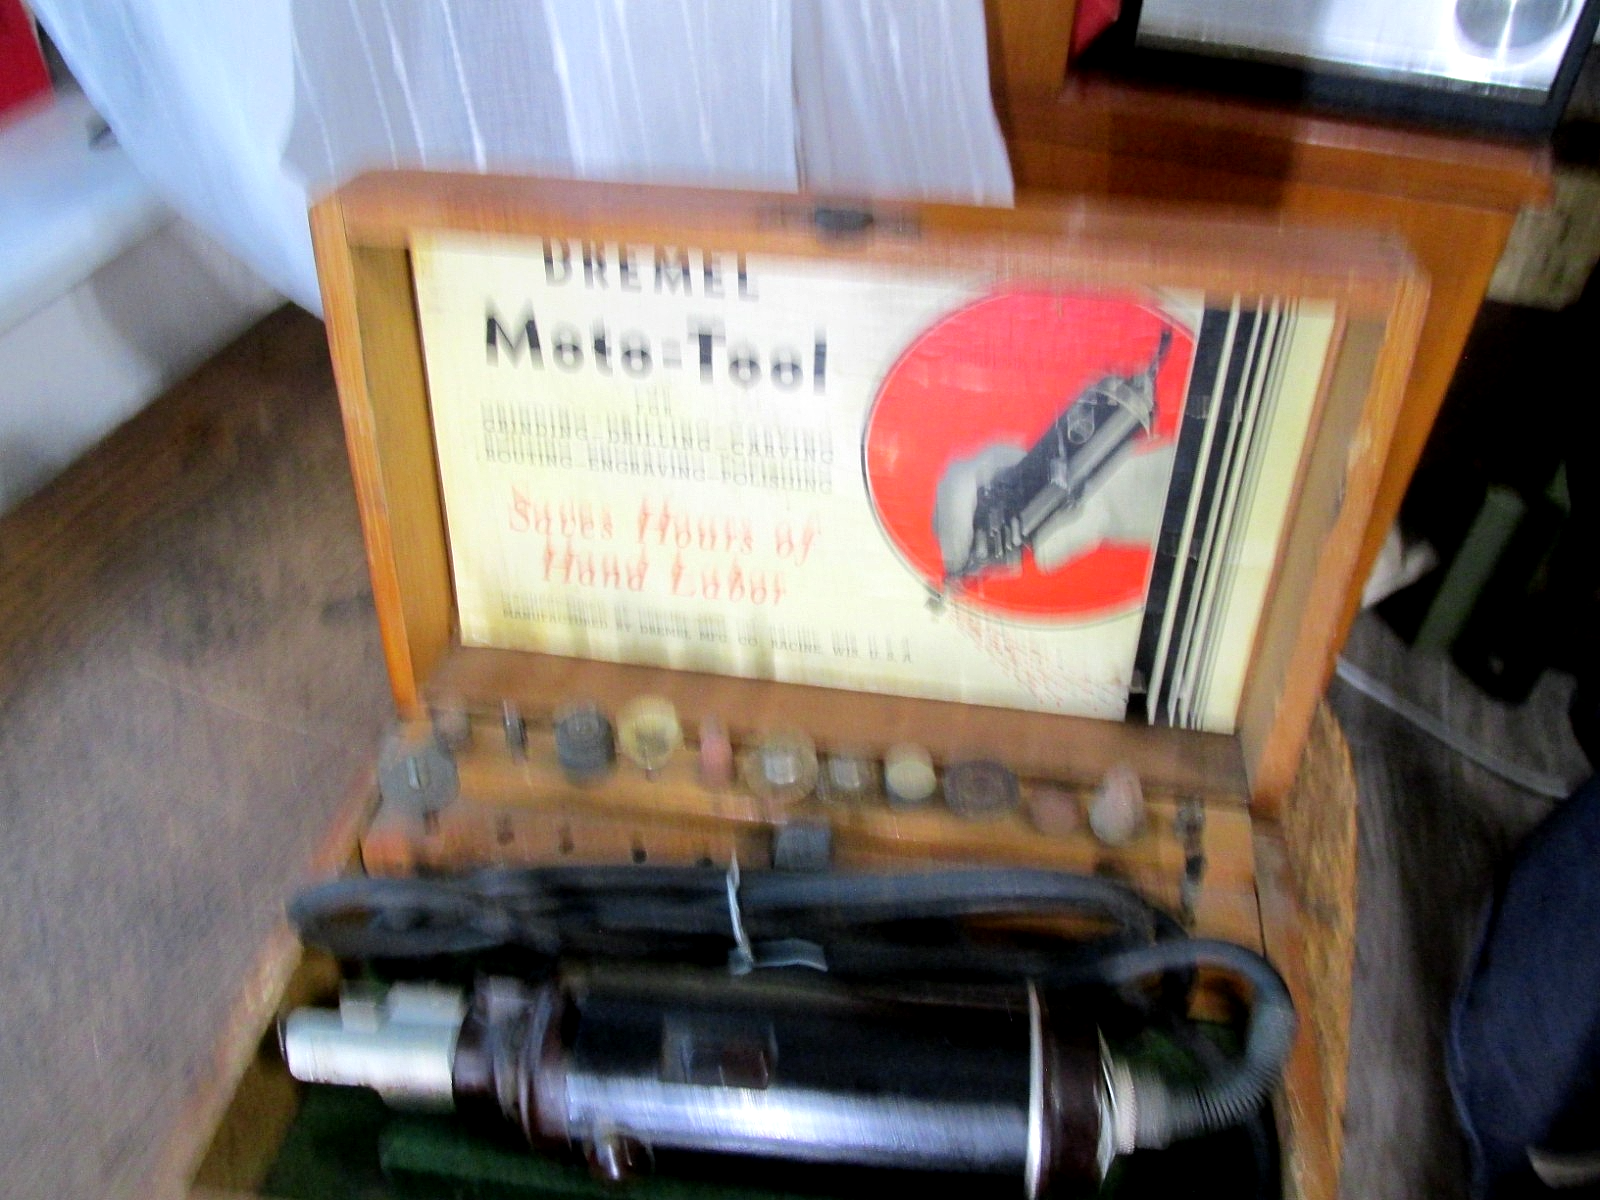 DREMEL
Moto-Tool
FOR
GRINDING-DRILLING-CARVING
ROUTING-ENGRAVING-POLISHING
Saves Hours of
Hand Labor
MANUFACTURED BY DREMEL MFG. CO. RACINE, WIS. U.S.A.